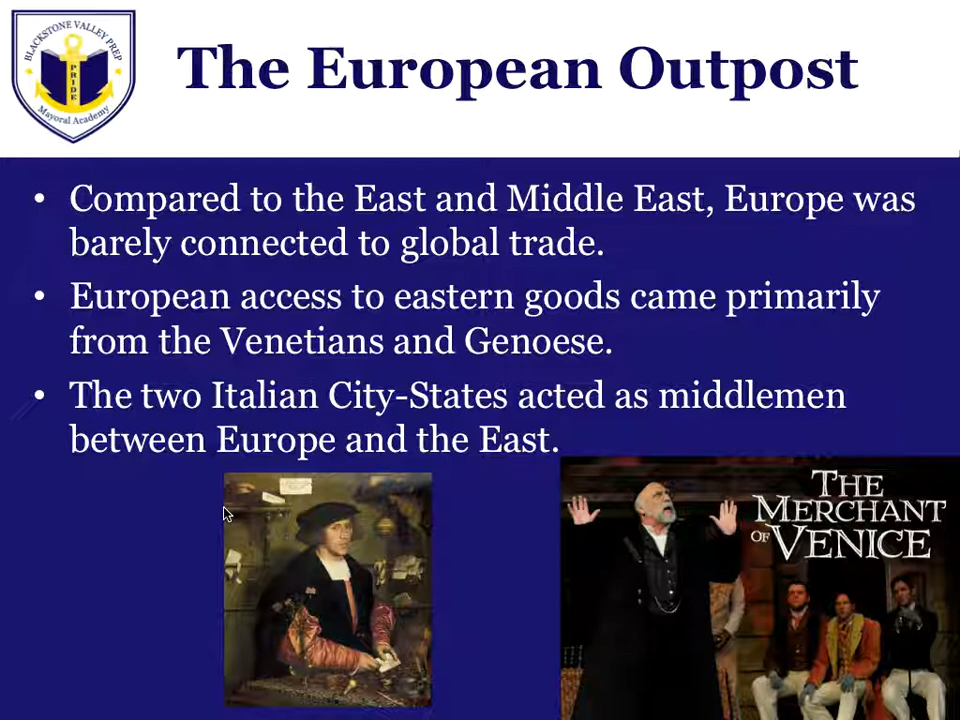 BLACKSTONE VALLEY PREP
PRIDE
Mayoral Academy
The European Outpost
• Compared to the East and Middle East, Europe was
barely connected to global trade.
• European access to eastern goods came primarily
from the Venetians and Genoese.
• The two Italian City-States acted as middlemen
between Europe and the East.
THE
MERCHANT
OF VENICE